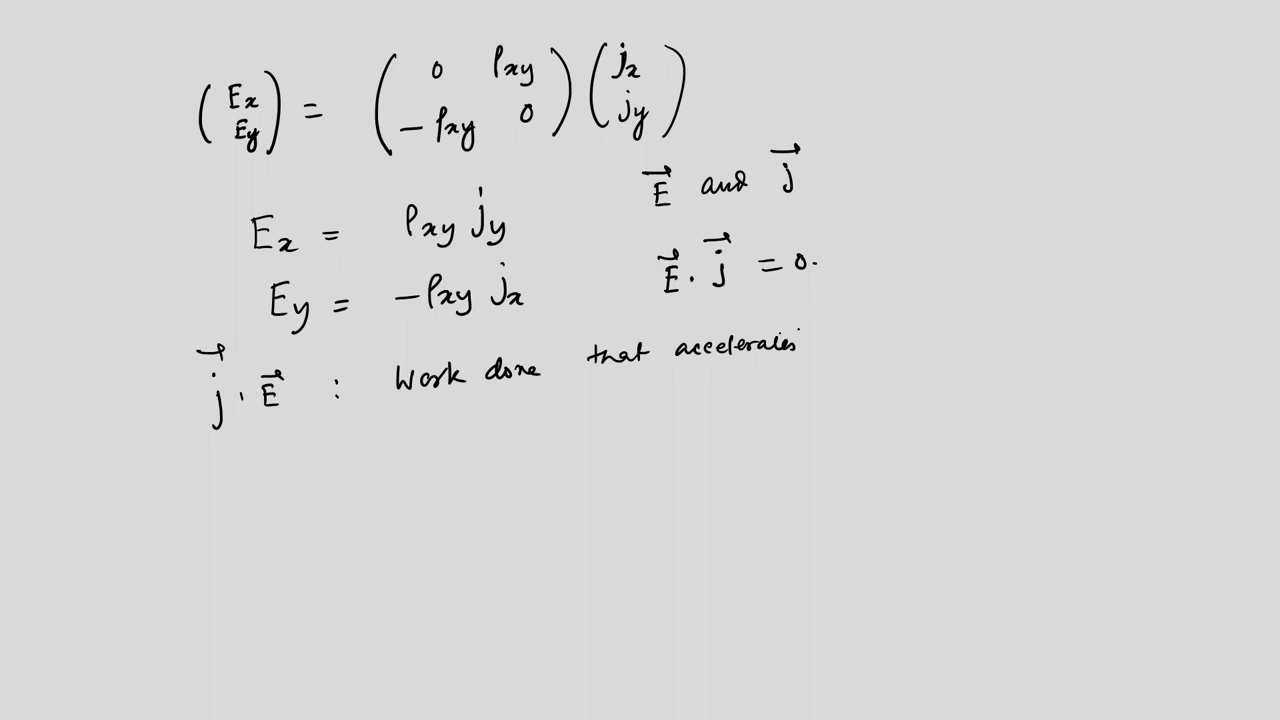 (Ex Ey) = (0 ρxy -ρxy 0) (jx jy)
E⃗ and j⃗
Ex = ρxy jy
E⃗ . j⃗ = 0.
Ey = -ρxy jx
j⃗ . E⃗ : Work done that accelerates